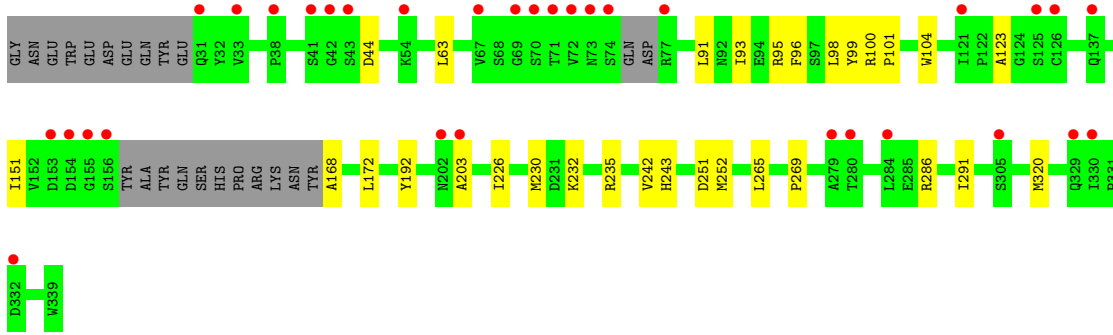 GLY ASN GLU TRP GLU ASP GLU GLN TYR GLU Q31 Y32 V33 P38 S41 G42 S43 D44 K54 L63 V67 S68 G69 S70 T71 V72 N73 S74 GLN ASP R77 L91 N92 I93 E94 R95 F96 S97 L98 Y99 R100 P101 W104 I121 P122 A123 G124 S125 C126 Q137
I151 V152 D153 D154 G155 S156 TYR ALA TYR GLN SER HIS PRO ARG LYS ASN TYR A168 L172 Y192 N202 A203 I226 M230 D231 K232 R235 V242 H243 D251 M252 L265 P269 A279 T280 L284 E285 R286 I291 S305 M320 Q329 I330 P331
D332 W339